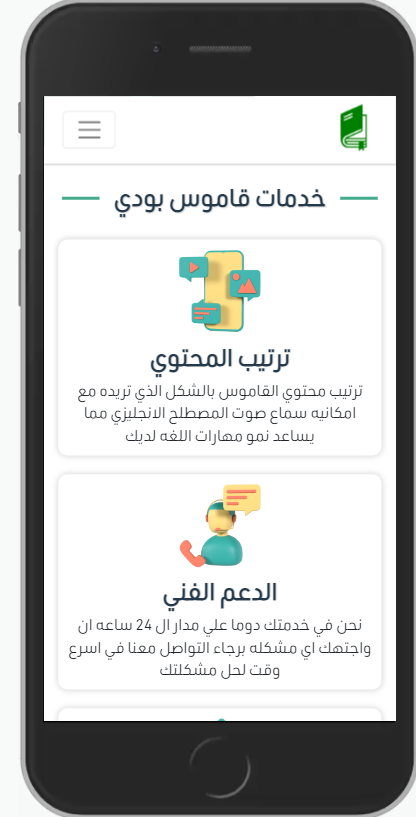 خدمات قاموس بودي
ترتيب المحتوي
ترتيب محتوي القاموس بالشكل الذي تريده مع
امكانيه سماع صوت المصطلح الانجليزي مما
يساعد نمو مهارات اللغه لديك
الدعم الفني
نحن في خدمتك دوما علي مدار ال 24 ساعه ان
واجتهك اي مشكله برجاء التواصل معنا في اسرع
وقت لحل مشكلتك